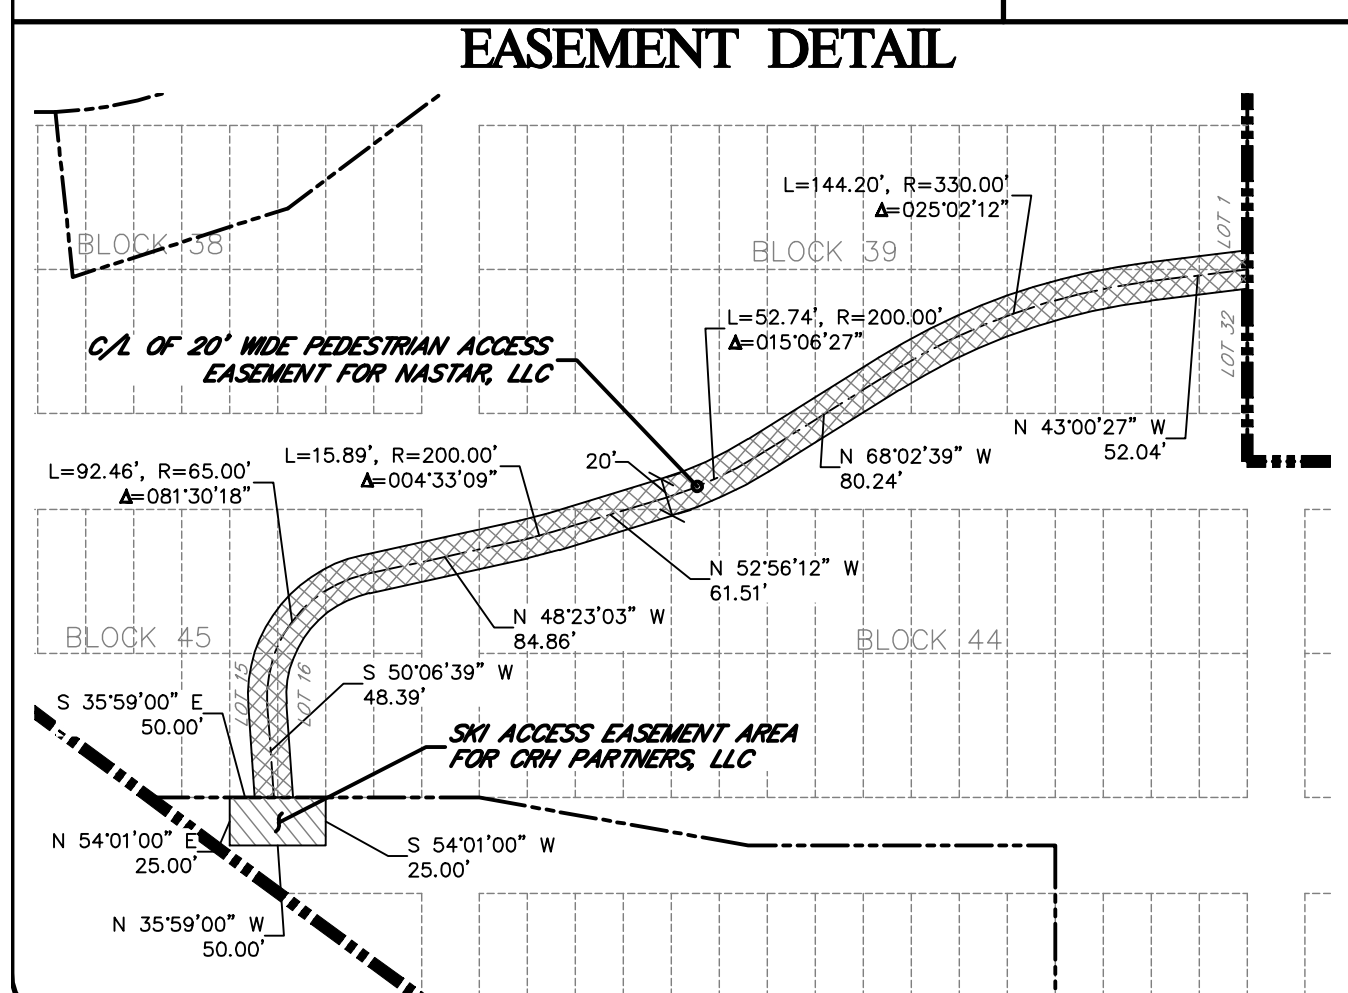 EASEMENT DETAIL
L=144.20', R=330.00'
Δ=025°02'12"
LOT 1
BLOCK 38
BLOCK 39
L=52.74', R=200.00'
Δ=015°06'27"
LOT 32
C/L OF 20' WIDE PEDESTRIAN ACCESS
EASEMENT FOR NASTAR, LLC
N 43°00'27" W
52.04'
L=15.89', R=200.00'
Δ=004°33'09"
20'
N 68°02'39" W
80.24'
L=92.46', R=65.00'
Δ=081°30'18"
N 52°56'12" W
61.51'
N 48°23'03" W
84.86'
BLOCK 45
BLOCK 44
LOT 15
LOT 16
S 50°06'39" W
48.39'
S 35°59'00" E
50.00'
SKI ACCESS EASEMENT AREA
FOR CRH PARTNERS, LLC
N 54°01'00" E
25.00'
S 54°01'00" W
25.00'
N 35°59'00" W
50.00'